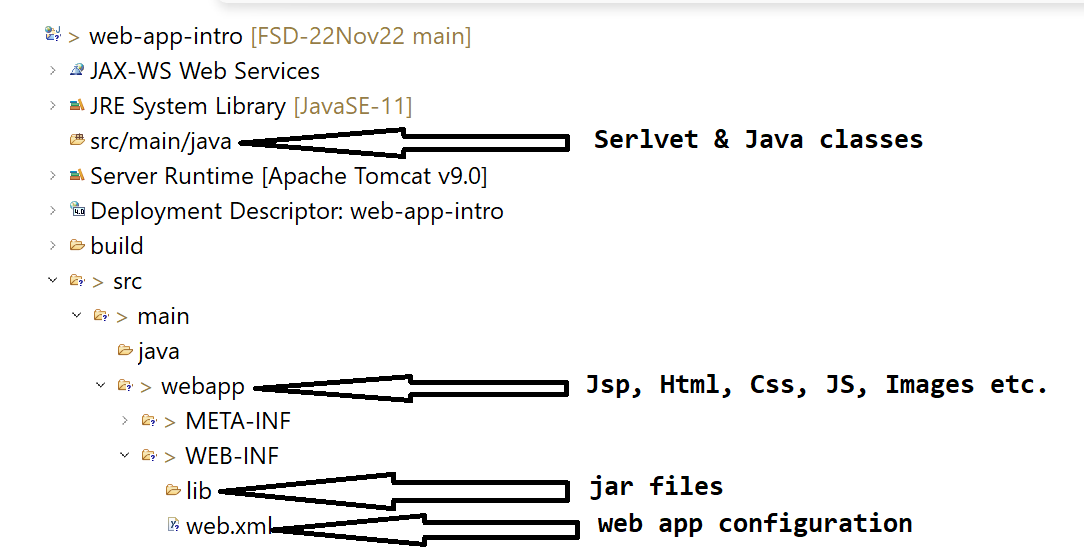 > web-app-intro [FSD-22Nov22 main]
JAX-WS Web Services
JRE System Library [JavaSE-11]
src/main/java Serlvet & Java classes
Server Runtime [Apache Tomcat v9.0]
Deployment Descriptor: web-app-intro
build
> src
> main
java
> webapp Jsp, Html, Css, JS, Images etc.
> META-INF
> WEB-INF
lib jar files
web.xml web app configuration